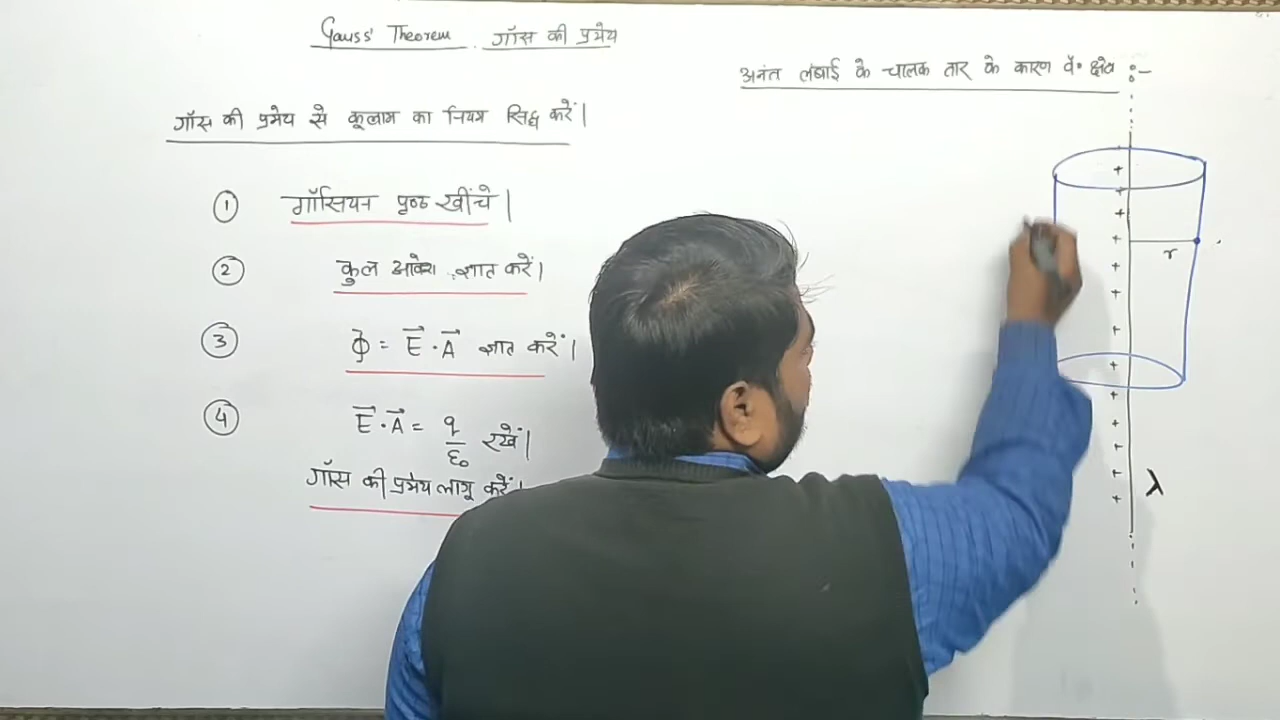 Gauss' Theorem . गॉस की प्रमेय
गॉस की प्रमेय से कूलाम का नियम सिद्ध करें।
① गॉसियन पृष्ठ खींचे।
② कुल आवेश ज्ञात करें।
③ ϕ = E⃗ · A⃗ ज्ञात करें।
④ E⃗ · A⃗ = q/ε₀ रखें।
गॉस की प्रमेय लागू करें।
अनंत लंबाई के चालक तार के कारण वै॰ क्षेत्र :-
+
+
+
+
+
r
+
+
+
+
+
+
+
+
λ